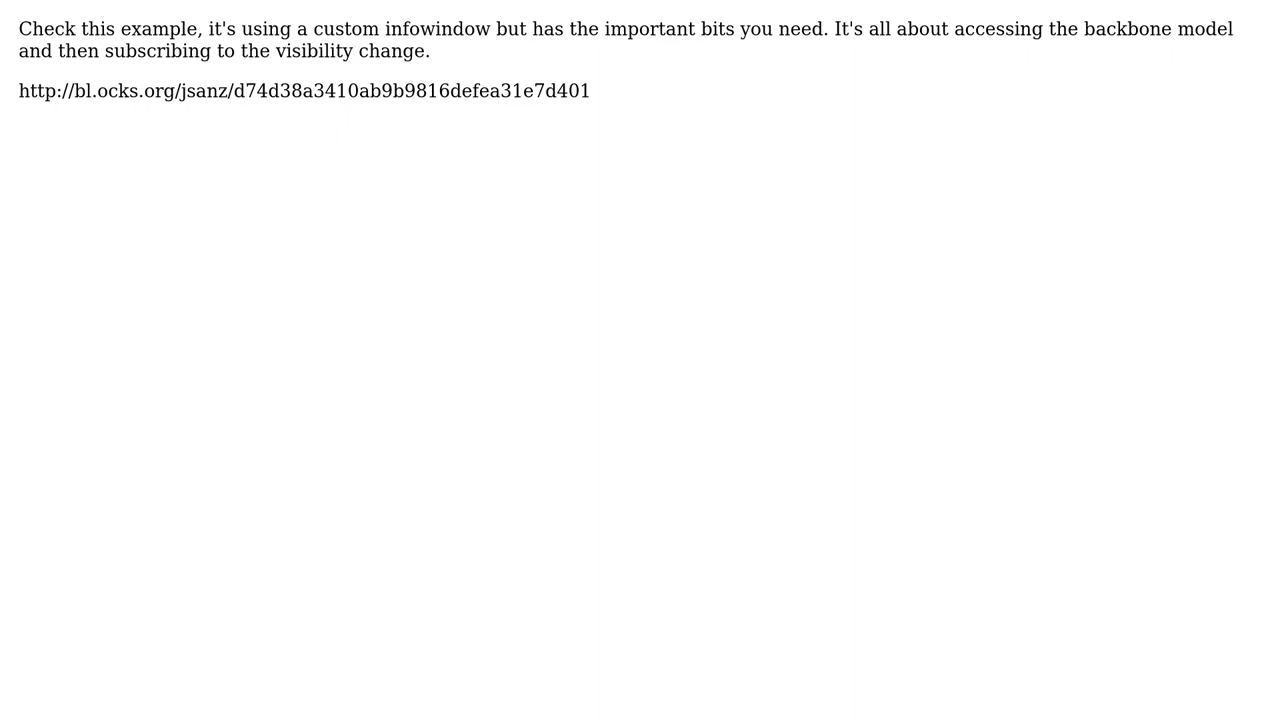 Check this example, it's using a custom infowindow but has the important bits you need. It's all about accessing the backbone model
and then subscribing to the visibility change.
http://bl.ocks.org/jsanz/d74d38a3410ab9b9816defea31e7d401